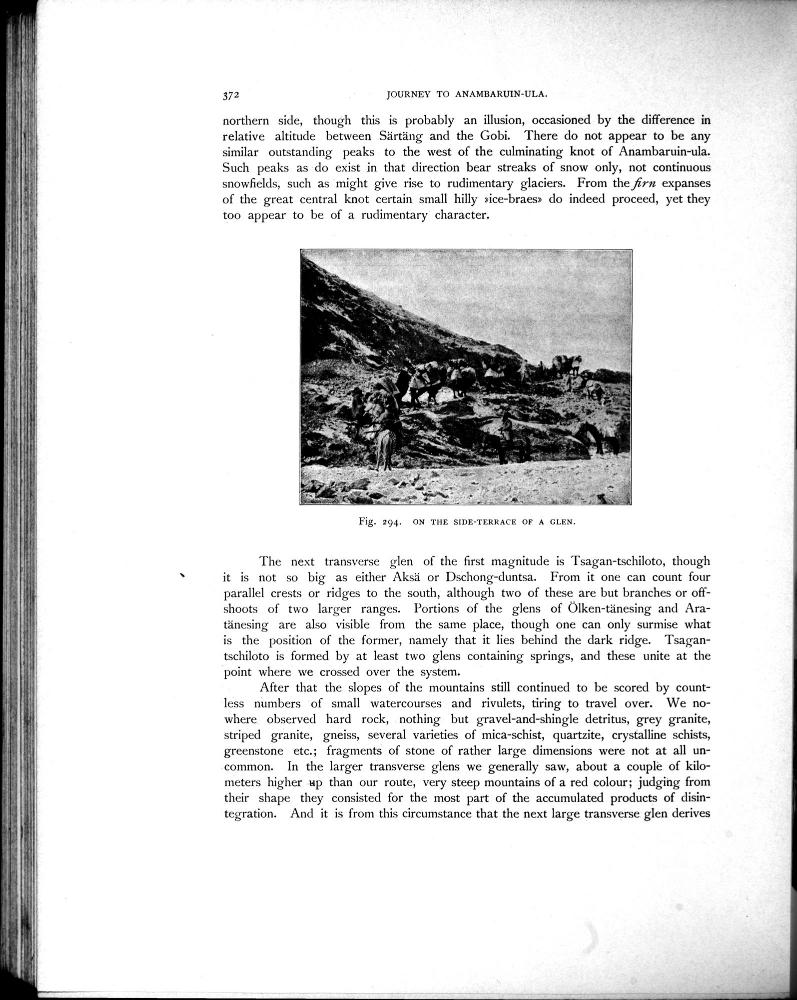 372
JOURNEY TO ANAMBARUIN-ULA.
northern side, though this is probably an illusion, occasioned by the difference in
relative altitude between Särtäng and the Gobi. There do not appear to be any
similar outstanding peaks to the west of the culminating knot of Anambaruin-ula.
Such peaks as do exist in that direction bear streaks of snow only, not continuous
snowfields, such as might give rise to rudimentary glaciers. From the firn expanses
of the great central knot certain small hilly »ice-braes» do indeed proceed, yet they
too appear to be of a rudimentary character.
Fig. 294. ON THE SIDE-TERRACE OF A GLEN.
The next transverse glen of the first magnitude is Tsagan-tschiloto, though
it is not so big as either Aksä or Dschong-duntsa. From it one can count four
parallel crests or ridges to the south, although two of these are but branches or off-
shoots of two larger ranges. Portions of the glens of Ölken-tänesing and Ara-
tänesing are also visible from the same place, though one can only surmise what
is the position of the former, namely that it lies behind the dark ridge. Tsagan-
tschiloto is formed by at least two glens containing springs, and these unite at the
point where we crossed over the system.
After that the slopes of the mountains still continued to be scored by count-
less numbers of small watercourses and rivulets, tiring to travel over. We no-
where observed hard rock, nothing but gravel-and-shingle detritus, grey granite,
striped granite, gneiss, several varieties of mica-schist, quartzite, crystalline schists,
greenstone etc.; fragments of stone of rather large dimensions were not at all un-
common. In the larger transverse glens we generally saw, about a couple of kilo-
meters higher up than our route, very steep mountains of a red colour; judging from
their shape they consisted for the most part of the accumulated products of disin-
tegration. And it is from this circumstance that the next large transverse glen derives